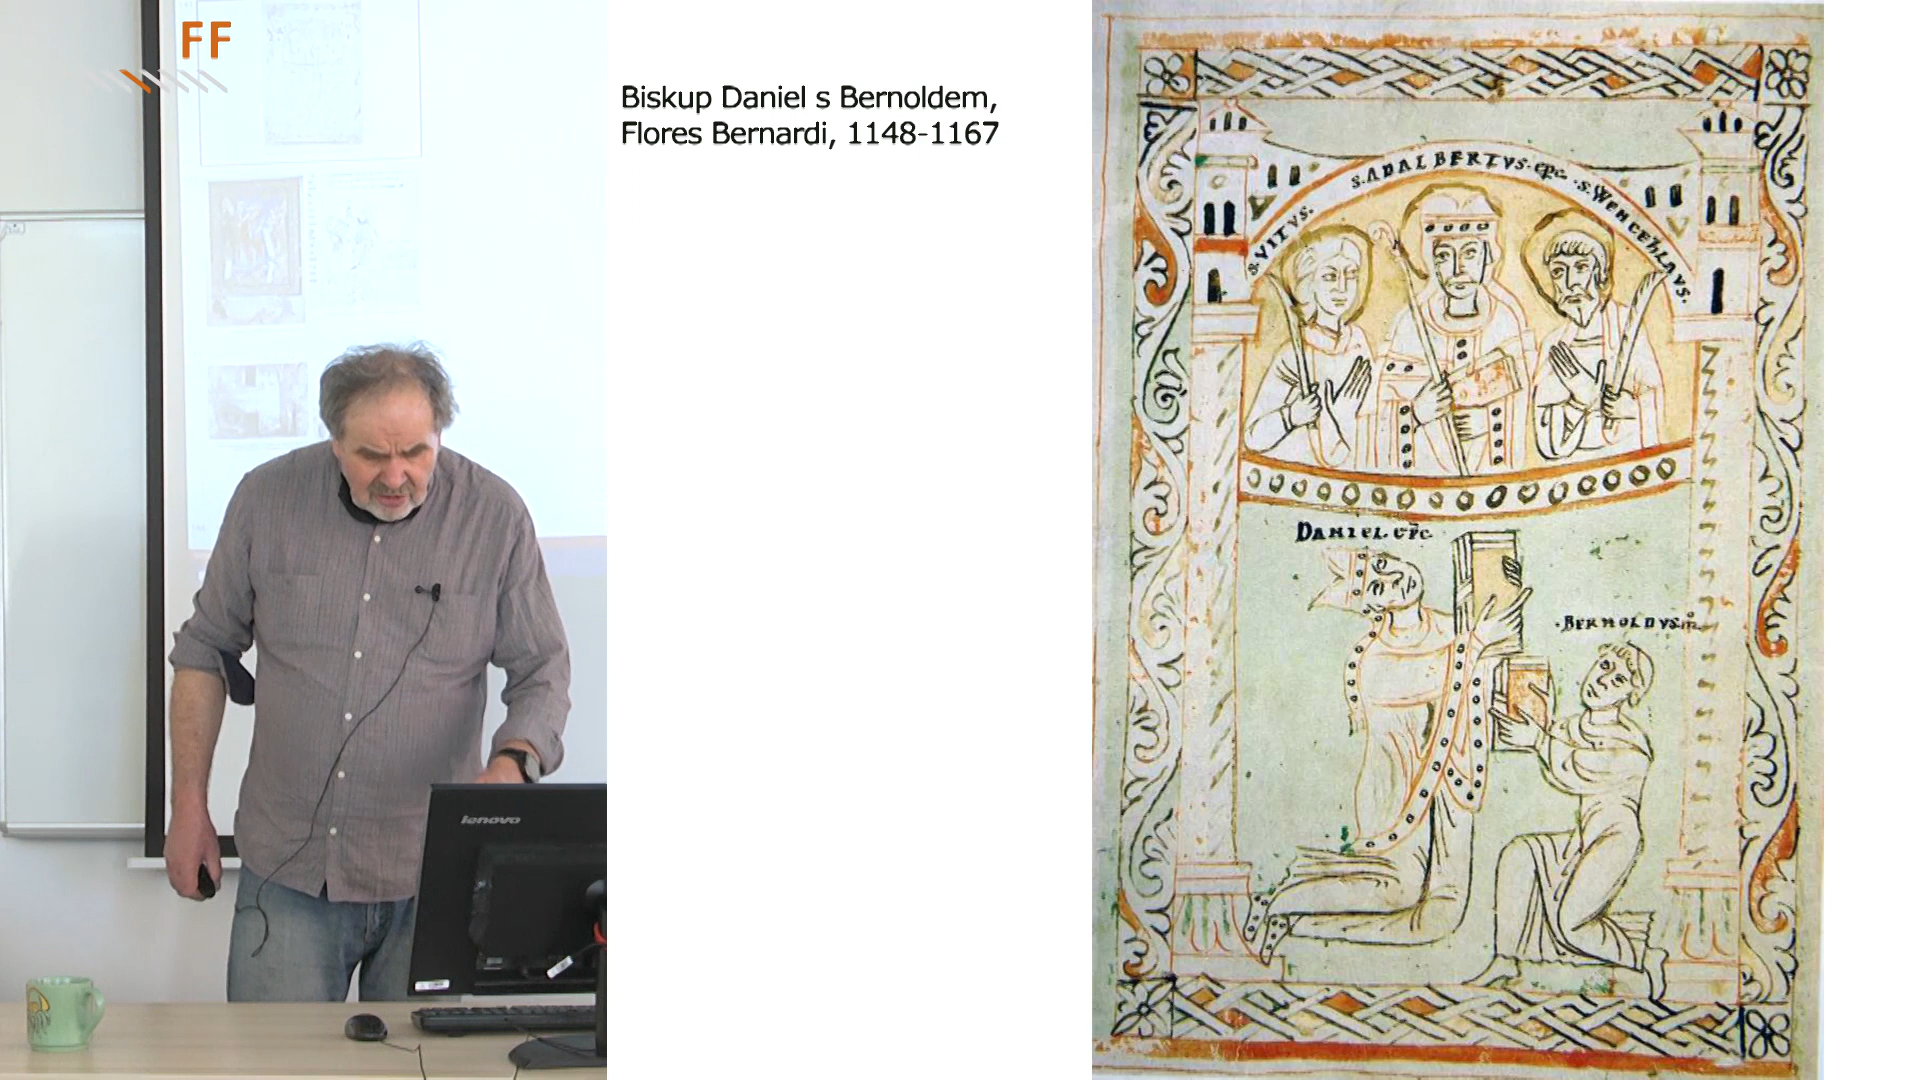 FF
Biskup Daniel s Bernoldem,
Flores Bernardi, 1148-1167
S. VITVS. S. ADALBERTVS. epc. S. WENCEZLAVS.
DANIEL. epc
. BERNOLDVS. m̅.
lenovo